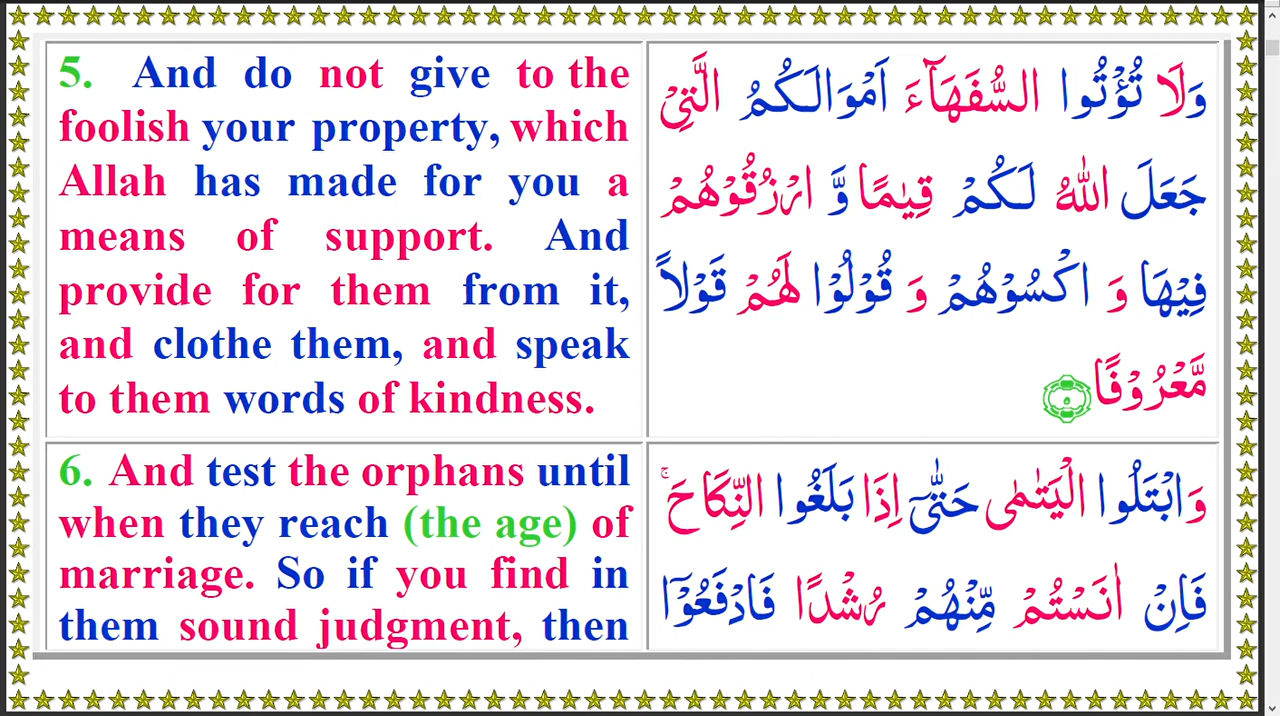 5. And do not give to the
foolish your property, which
Allah has made for you a
means of support. And
provide for them from it,
and clothe them, and speak
to them words of kindness.
وَلَا تُؤْتُوا السُّفَهَآءَ اَمْوَالَكُمُ الَّتِيْ
جَعَلَ اللّٰهُ لَكُمْ قِيٰمًا وَّ ارْزُقُوْهُمْ
فِيْهَا وَ اكْسُوْهُمْ وَ قُوْلُوْا لَهُمْ قَوْلًا
مَّعْرُوْفًا ۝۵
6. And test the orphans until
when they reach (the age) of
marriage. So if you find in
them sound judgment, then
وَابْتَلُوا الْيَتٰمٰى حَتّٰىٓ اِذَا بَلَغُوا النِّكَاحَ ۚ
فَاِنْ اٰنَسْتُمْ مِّنْهُمْ رُشْدًا فَادْفَعُوْٓا